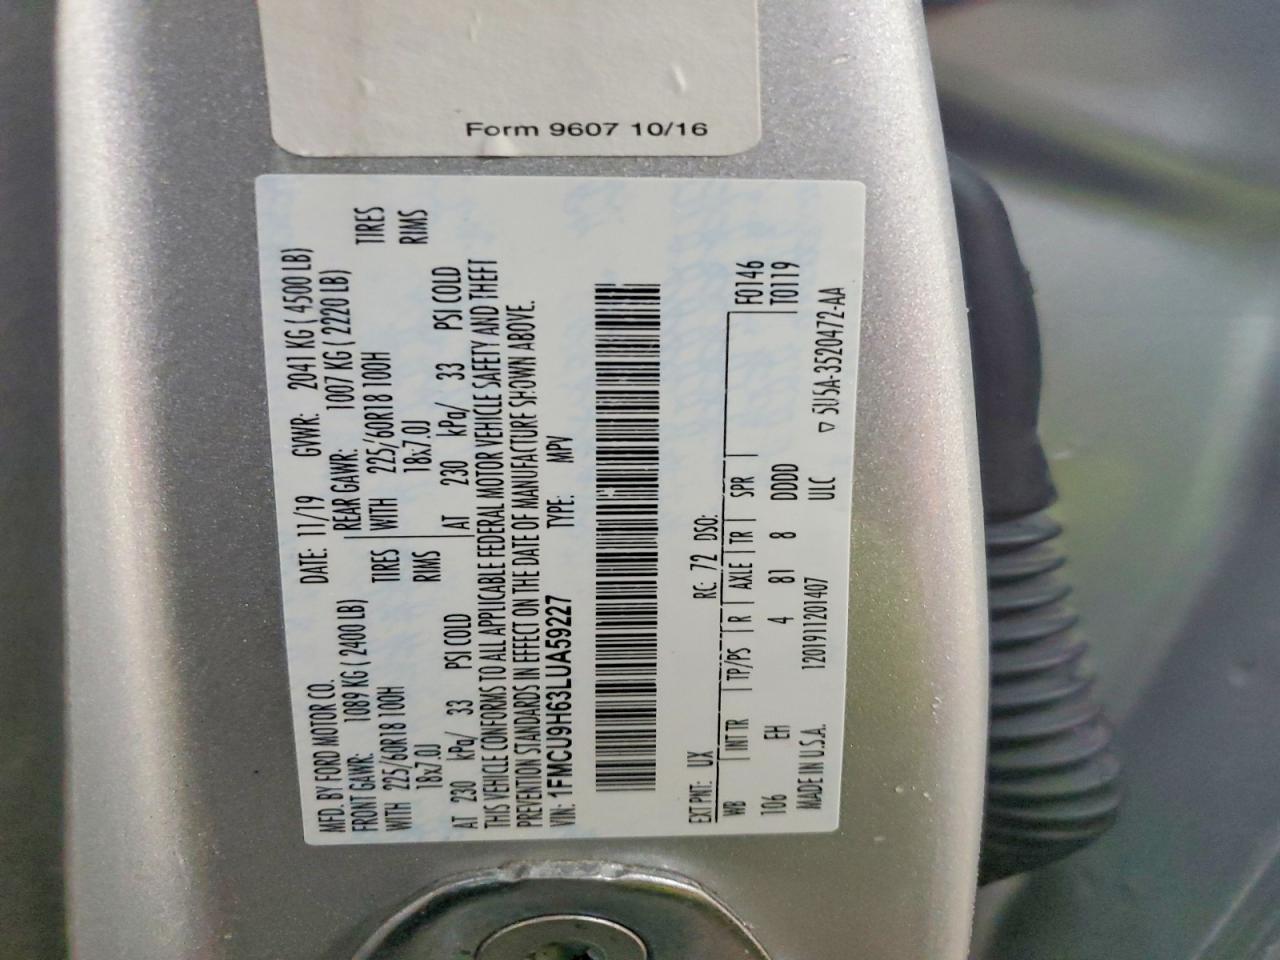 Form 9607 10/16
MFD. BY FORD MOTOR CO.
DATE: 11/19 GVWR: 2041 KG ( 4500 LB)
FRONT GAWR: 1089 KG ( 2400 LB) REAR GAWR: 1007 KG ( 2220 LB)
WITH 225/60R18 100H TIRES WITH 225/60R18 100H TIRES
18x7.0J RIMS 18x7.0J RIMS
AT 230 kPa/ 33 PSI COLD AT 230 kPa/ 33 PSI COLD
THIS VEHICLE CONFORMS TO ALL APPLICABLE FEDERAL MOTOR VEHICLE SAFETY AND THEFT
PREVENTION STANDARDS IN EFFECT ON THE DATE OF MANUFACTURE SHOWN ABOVE.
VIN: 1FMCU9H63LUA59227 TYPE: MPV
EXT PNT: UX RC: 72 DSO:
WB INT TR TP/PS R AXLE TR SPR F0146
106 EH 4 81 8 DDDD T0119
MADE IN U.S.A. 120191120140​7 ULC
▽ 5U5A-3520472-AA